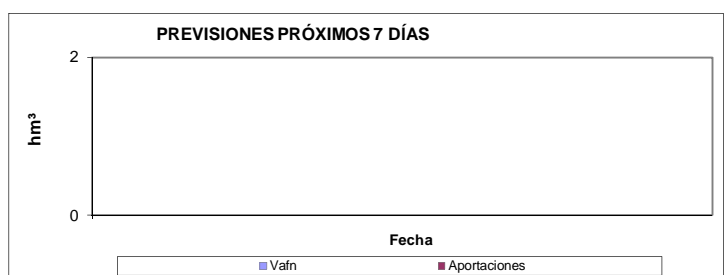 PREVISIONES PRÓXIMOS 7 DÍAS
2
hm³
0
Fecha
Vafn Aportaciones